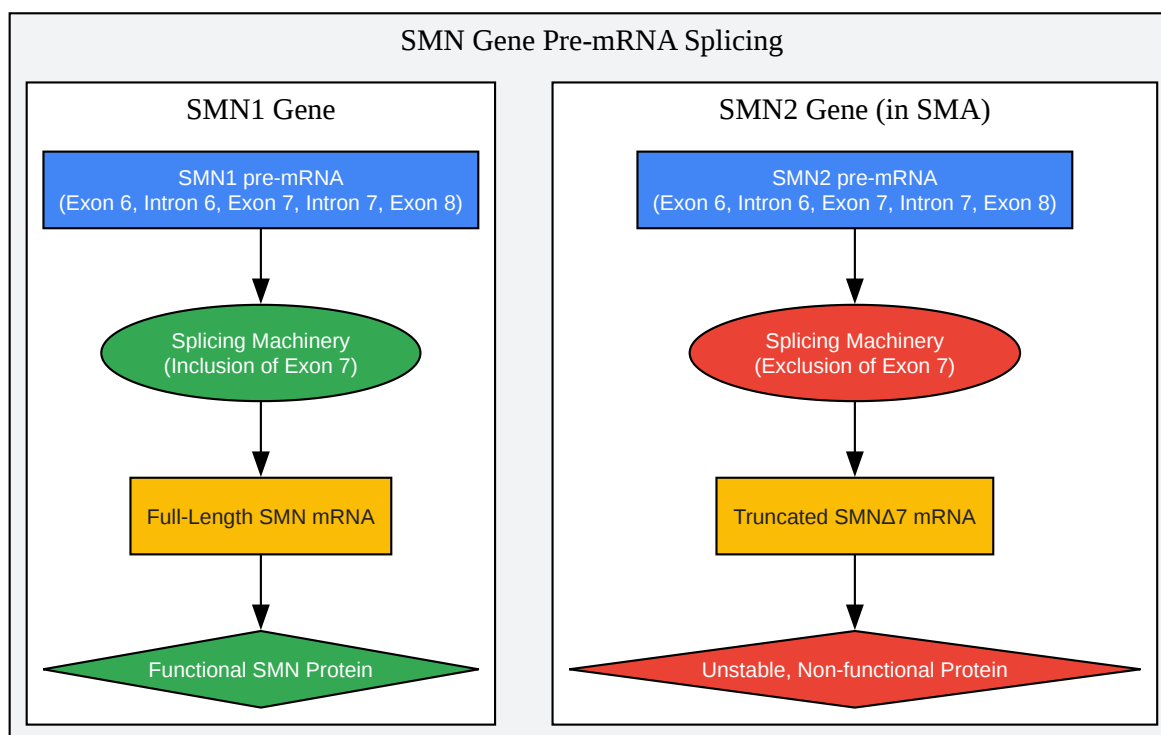 SMN Gene Pre-mRNA Splicing
SMN1 Gene
SMN1 pre-mRNA
(Exon 6, Intron 6, Exon 7, Intron 7, Exon 8)
Splicing Machinery
(Inclusion of Exon 7)
Full-Length SMN mRNA
Functional SMN Protein
SMN2 Gene (in SMA)
SMN2 pre-mRNA
(Exon 6, Intron 6, Exon 7, Intron 7, Exon 8)
Splicing Machinery
(Exclusion of Exon 7)
Truncated SMNΔ7 mRNA
Unstable, Non-functional Protein